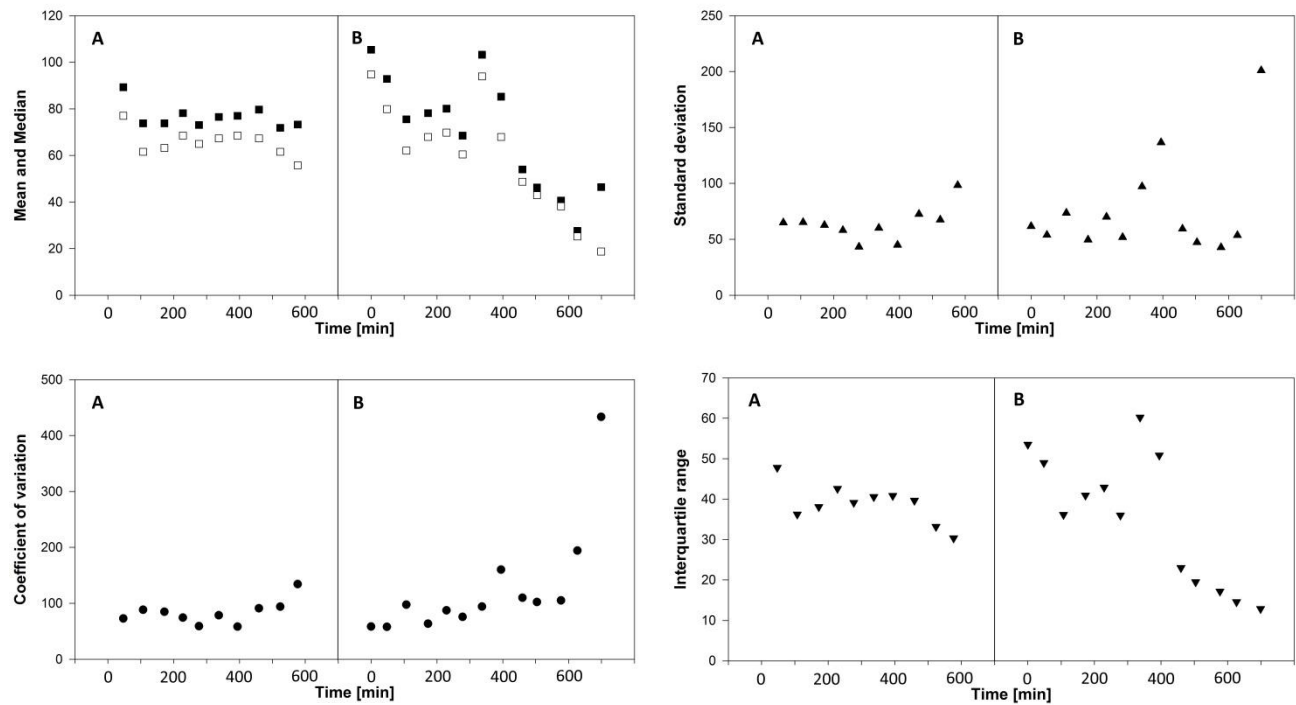 120
100
80
60
40
20
0
Mean and Median
A
B
0 200 400 600 0 200 400 600
Time [min]
250
200
150
100
50
0
Standard deviation
A
B
0 200 400 600 0 200 400 600
Time [min]
500
400
300
200
100
0
Coefficient of variation
A
B
0 200 400 600 0 200 400 600
Time [min]
70
60
50
40
30
20
10
0
Interquartile range
A
B
0 200 400 600 0 200 400 600
Time [min]